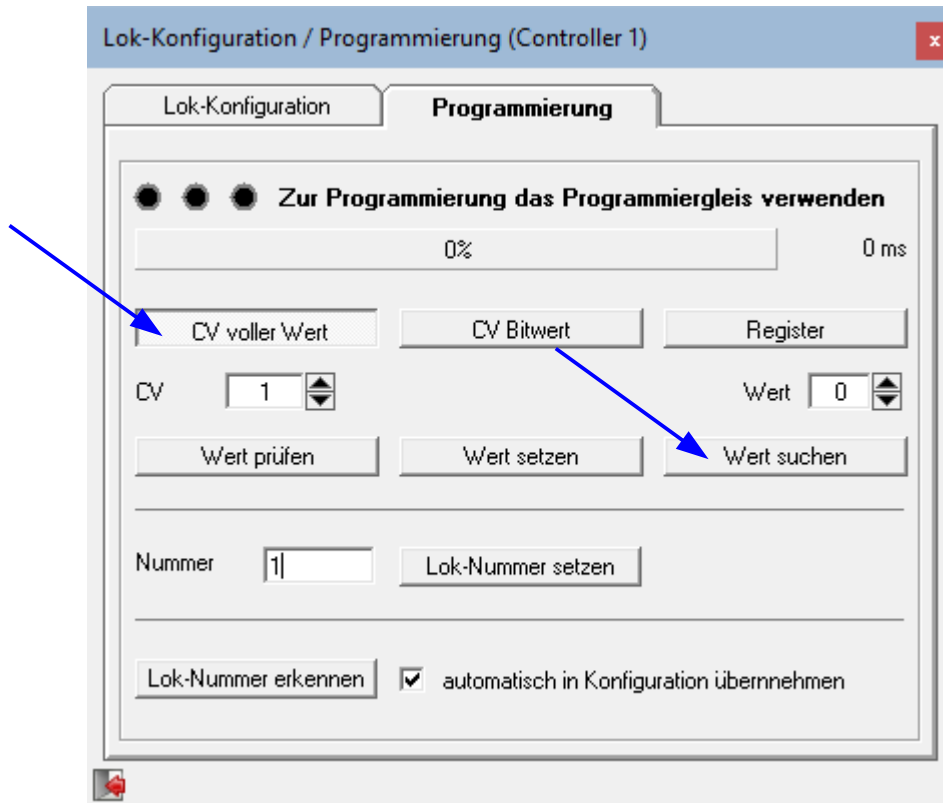 Lok-Konfiguration / Programmierung (Controller 1)
x
Lok-Konfiguration Programmierung
Zur Programmierung das Programmiergleis verwenden
0% 0 ms
CV voller Wert CV Bitwert Register
CV 1 Wert 0
Wert prüfen Wert setzen Wert suchen
Nummer 1 Lok-Nummer setzen
Lok-Nummer erkennen automatisch in Konfiguration übernnehmen